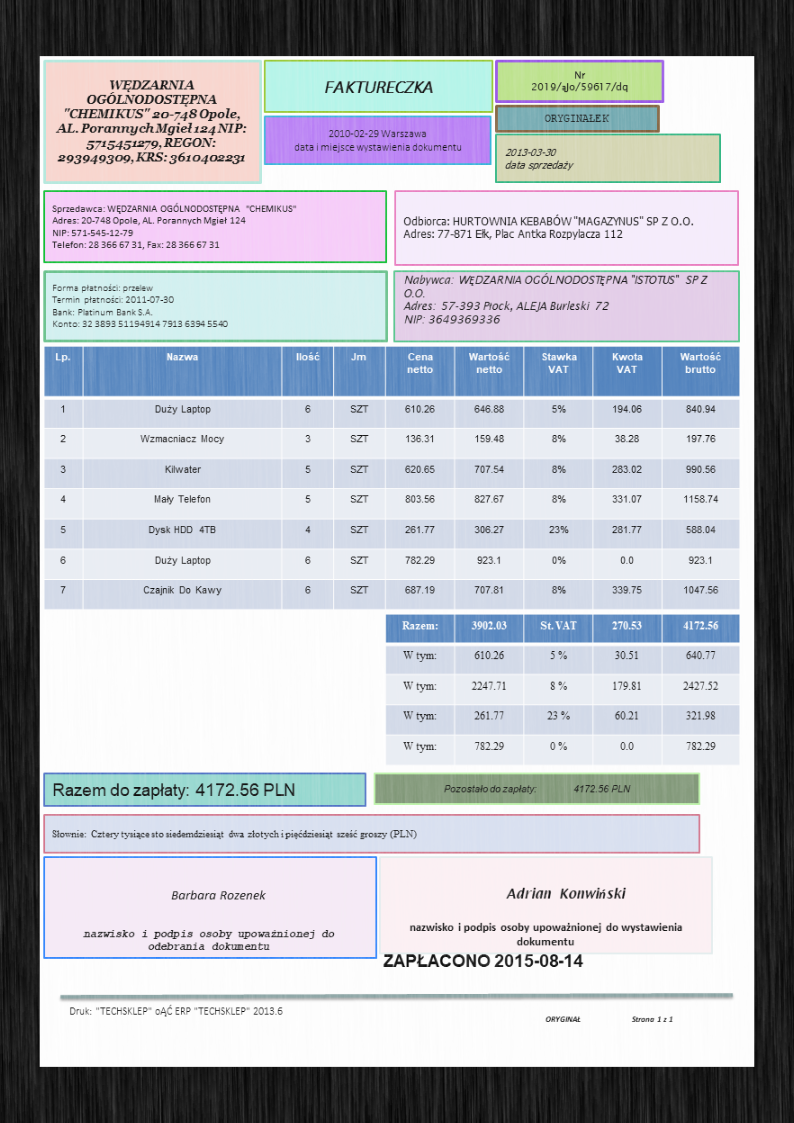 WĘDZARNIA
OGÓLNODOSTĘPNA
"CHEMIKUS" 20-748 Opole,
AL. Porannych Mgieł 124 NIP:
5715451279, REGON:
293949309, KRS: 3610402231
FAKTURECZKA
2010-02-29 Warszawa
data i miejsce wystawienia dokumentu
Nr
2019/aJo/59617/dq
ORYGINAŁEK
2013-03-30
data sprzedaży
Sprzedawca: WĘDZARNIA OGÓLNODOSTĘPNA "CHEMIKUS"
Adres: 20-748 Opole, AL. Porannych Mgieł 124
NIP: 571-545-12-79
Telefon: 28 366 67 31, Fax: 28 366 67 31
Odbiorca: HURTOWNIA KEBABÓW "MAGAZYNUS" SP Z O.O.
Adres: 77-871 Ełk, Plac Antka Rozpylacza 112
Forma płatności: przelew
Termin płatności: 2011-07-30
Bank: Platinum Bank S.A.
Konto: 32 3893 51194914 7913 6394 5540
Nabywca: WĘDZARNIA OGÓLNODOSTĘPNA "ISTOTUS" SP Z
O.O.
Adres: 57-393 Płock, ALEJA Burleski 72
NIP: 3649369336
Lp. Nazwa Ilość Jm Cena netto Wartość netto Stawka VAT Kwota VAT Wartość brutto
1 Duży Laptop 6 SZT 610.26 646.88 5% 194.06 840.94
2 Wzmacniacz Mocy 3 SZT 136.31 159.48 8% 38.28 197.76
3 Kilwater 5 SZT 620.65 707.54 8% 283.02 990.56
4 Mały Telefon 5 SZT 803.56 827.67 8% 331.07 1158.74
5 Dysk HDD 4TB 4 SZT 261.77 306.27 23% 281.77 588.04
6 Duży Laptop 6 SZT 782.29 923.1 0% 0.0 923.1
7 Czajnik Do Kawy 6 SZT 687.19 707.81 8% 339.75 1047.56
Razem: 3902.03 St.VAT 270.53 4172.56
W tym: 610.26 5 % 30.51 640.77
W tym: 2247.71 8 % 179.81 2427.52
W tym: 261.77 23 % 60.21 321.98
W tym: 782.29 0 % 0.0 782.29
Razem do zapłaty: 4172.56 PLN
Pozostało do zapłaty: 4172.56 PLN
Słownie: Cztery tysiące sto siedemdziesiąt dwa złotych i pięćdziesiąt sześć groszy (PLN)
Barbara Rozenek
nazwisko i podpis osoby upoważnionej do
odebrania dokumentu
Adrian Konwiński
nazwisko i podpis osoby upoważnionej do wystawienia
dokumentu
ZAPŁACONO 2015-08-14
Druk: "TECHSKLEP" oĄĆ ERP "TECHSKLEP" 2013.6
ORYGINAŁ Strona 1 z 1